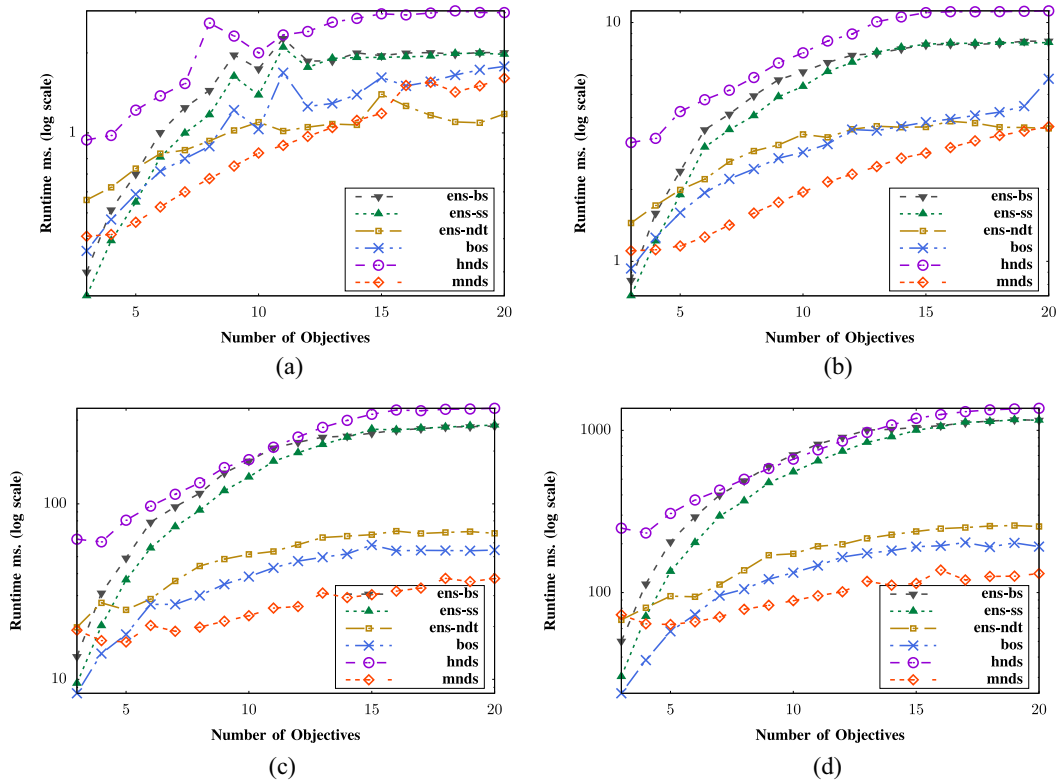 Runtime ms. (log scale)
1
ens-bs
ens-ss
ens-ndt
bos
hnds
mnds
5
10
15
20
Number of Objectives
(a)
Runtime ms. (log scale)
10
1
ens-bs
ens-ss
ens-ndt
bos
hnds
mnds
5
10
15
20
Number of Objectives
(b)
Runtime ms. (log scale)
100
10
ens-bs
ens-ss
ens-ndt
bos
hnds
mnds
5
10
15
20
Number of Objectives
(c)
Runtime ms. (log scale)
1000
100
ens-bs
ens-ss
ens-ndt
bos
hnds
mnds
5
10
15
20
Number of Objectives
(d)